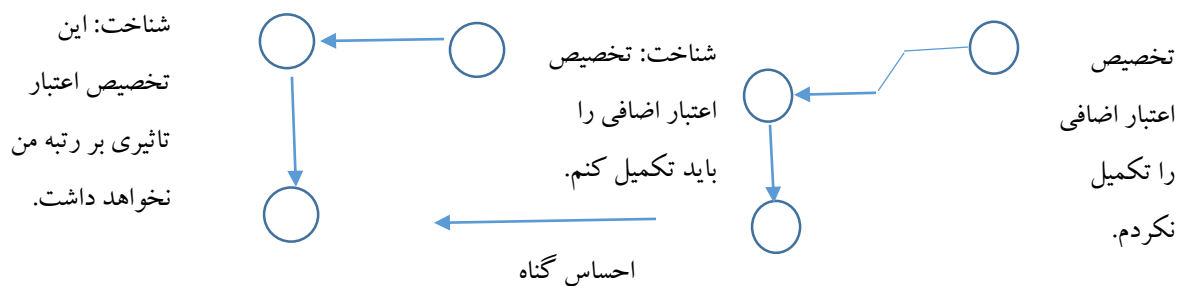 تخصیص
اعتبار اضافی
را تکمیل
نکردم.
شناخت: تخصیص
اعتبار اضافی را
باید تکمیل کنم.
احساس گناه
شناخت: این
تخصیص اعتبار
تاثیری بر رتبه من
نخواهد داشت.